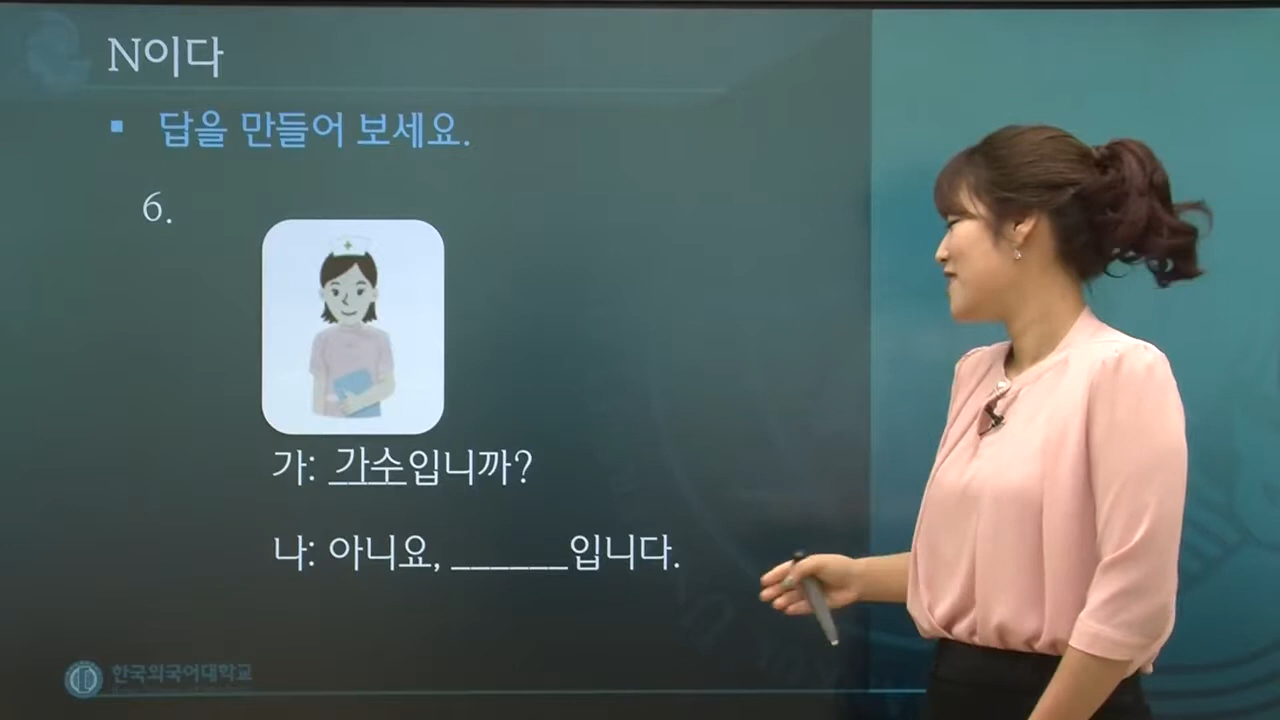 N이다
▪ 답을 만들어 보세요.
6.
가: 가수입니까?
나: 아니요, ______입니다.
한국외국어대학교